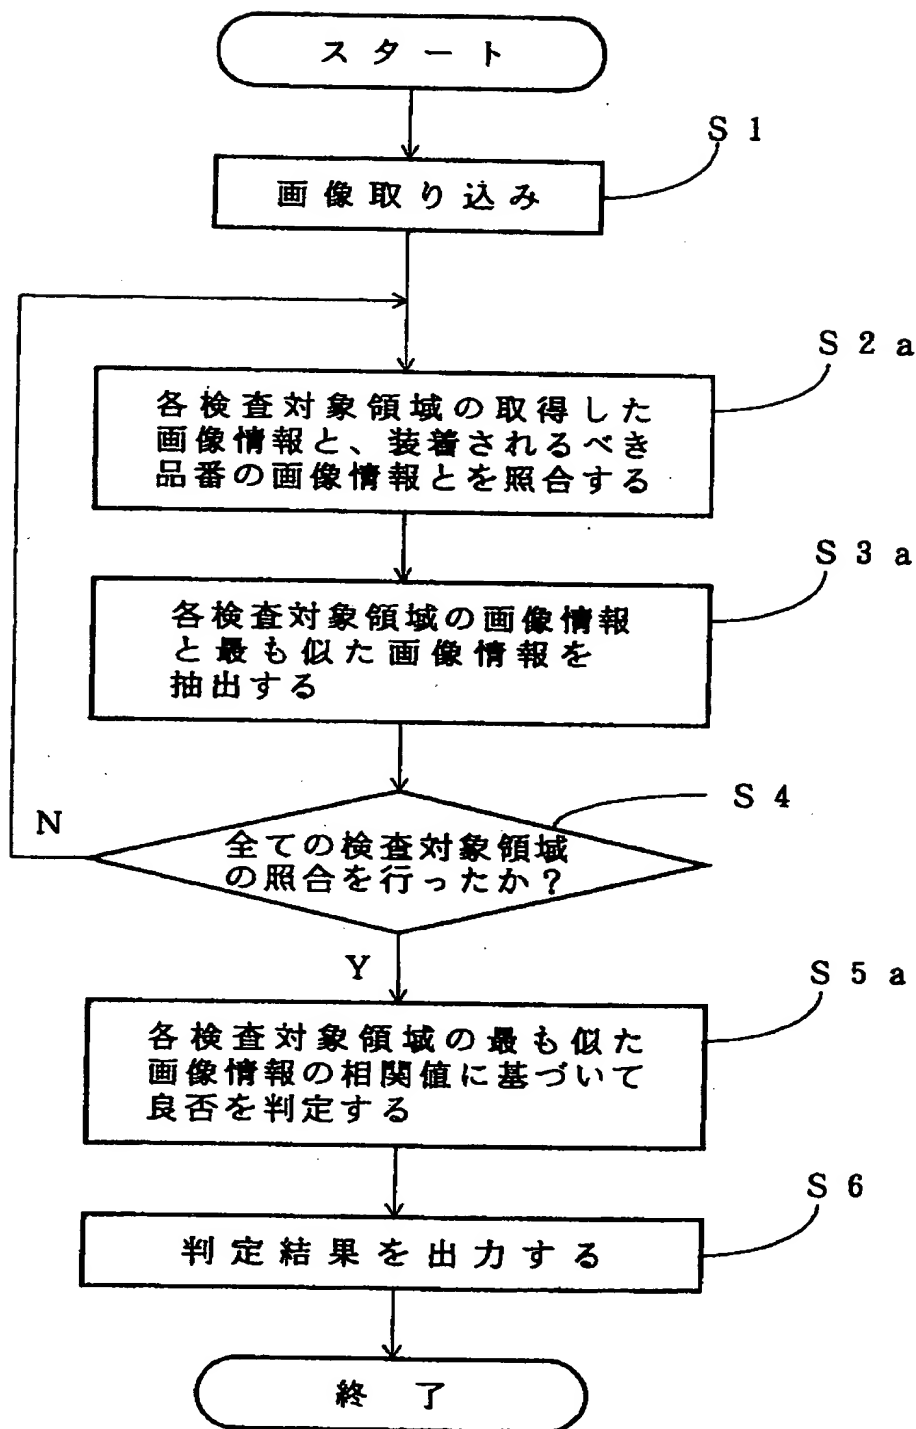 スタート
S1
画像取り込み
S2a
各検査対象領域の取得した
画像情報と、装着されるべき
品番の画像情報とを照合する
S3a
各検査対象領域の画像情報
と最も似た画像情報を
抽出する
S4
N
全ての検査対象領域
の照合を行ったか？
Y
S5a
各検査対象領域の最も似た
画像情報の相関値に基づいて
良否を判定する
S6
判定結果を出力する
終了